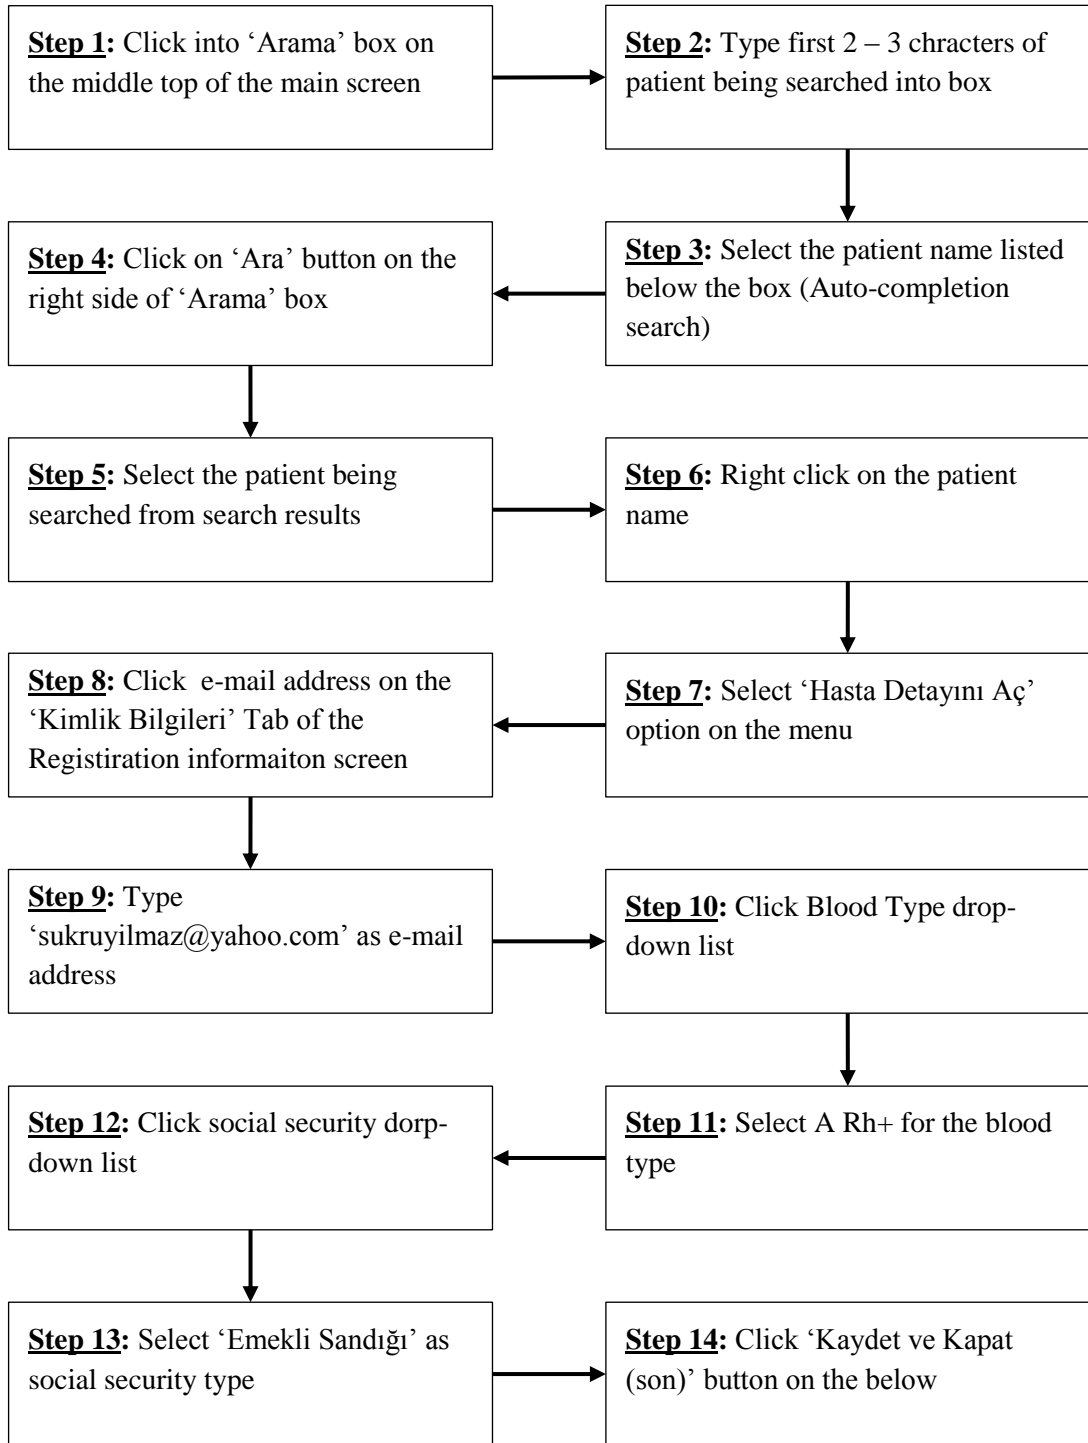 Step 1: Click into ‘Arama’ box on
the middle top of the main screen
Step 2: Type first 2 – 3 chracters of
patient being searched into box
Step 3: Select the patient name listed
below the box (Auto-completion
search)
Step 4: Click on ‘Ara’ button on the
right side of ‘Arama’ box
Step 5: Select the patient being
searched from search results
Step 6: Right click on the patient
name
Step 7: Select ‘Hasta Detayını Aç’
option on the menu
Step 8: Click  e-mail address on the
‘Kimlik Bilgileri’ Tab of the
Registiration informaiton screen
Step 9: Type
‘sukruyilmaz@yahoo.com’ as e-mail
address
Step 10: Click Blood Type drop-
down list
Step 11: Select A Rh+ for the blood
type
Step 12: Click social security dorp-
down list
Step 13: Select ‘Emekli Sandığı’ as
social security type
Step 14: Click ‘Kaydet ve Kapat
(son)’ button on the below